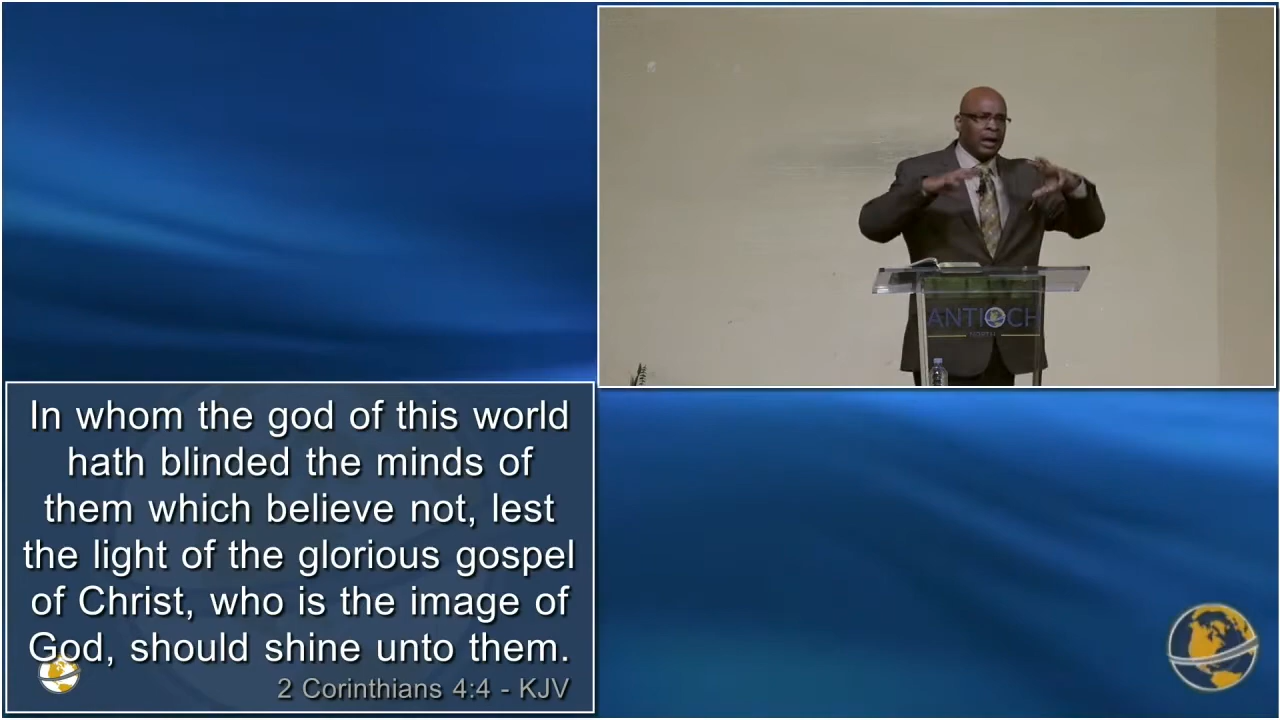 In whom the god of this world
hath blinded the minds of
them which believe not, lest
the light of the glorious gospel
of Christ, who is the image of
God, should shine unto them.
2 Corinthians 4:4 - KJV
ANTIOCH
NORTH